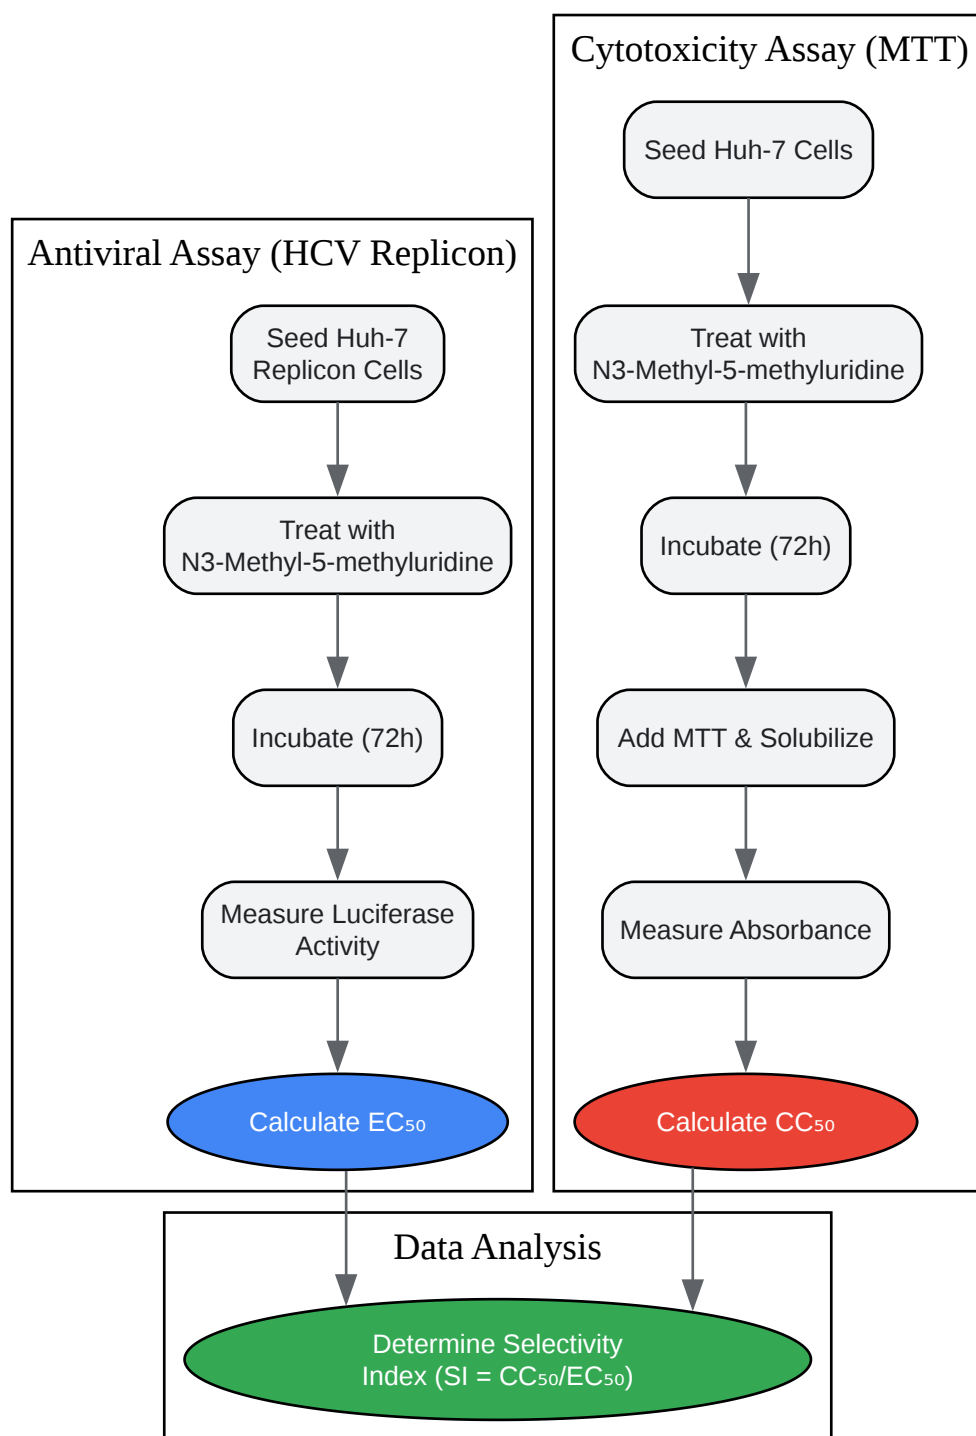 Cytotoxicity Assay (MTT)
Seed Huh-7 Cells
Treat with
N3-Methyl-5-methyluridine
Incubate (72h)
Add MTT & Solubilize
Measure Absorbance
Calculate CC₅₀
Antiviral Assay (HCV Replicon)
Seed Huh-7
Replicon Cells
Treat with
N3-Methyl-5-methyluridine
Incubate (72h)
Measure Luciferase
Activity
Calculate EC₅₀
Data Analysis
Determine Selectivity
Index (SI = CC₅₀/EC₅₀)